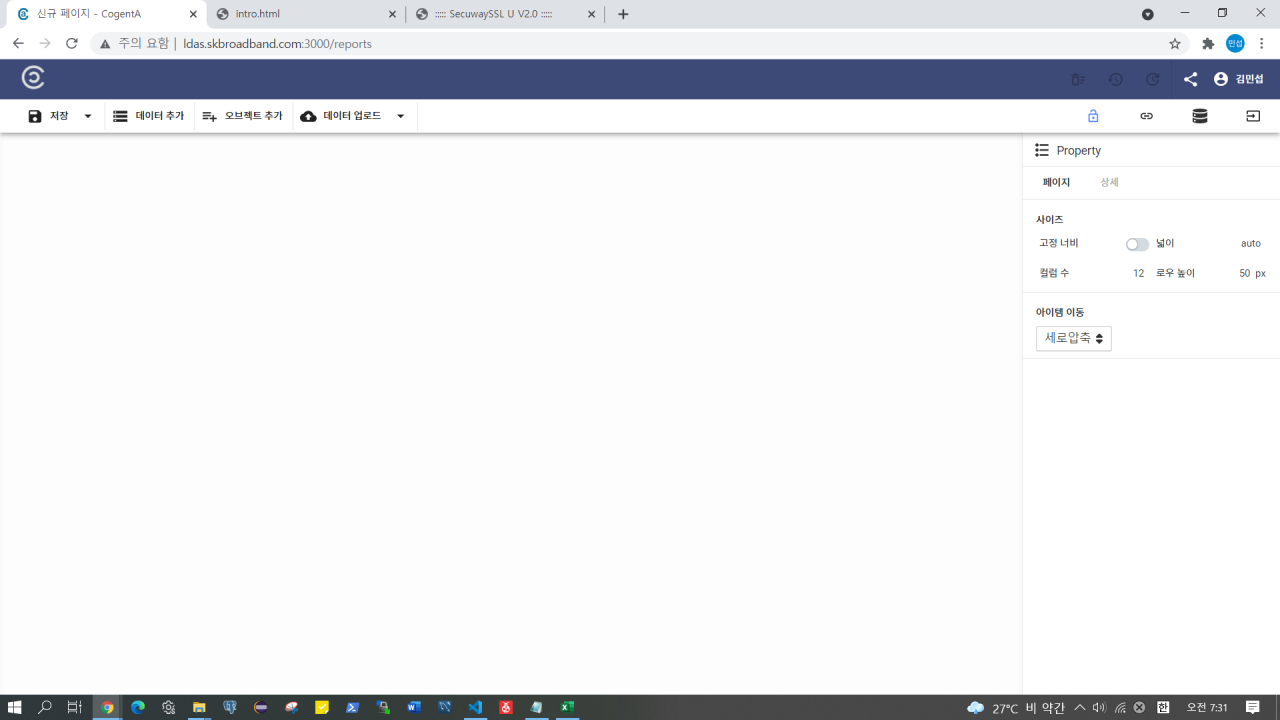 신규 페이지 - CogentA
intro.html
::::: SecuwaySSL U V2.0 :::::
주의 요함 | ldas.skbroadband.com:3000/reports
민섭
김민섭
저장
데이터 추가
오브젝트 추가
데이터 업로드
Property
페이지
상세
사이즈
고정 너비
넓이
auto
컬럼 수
12
로우 높이
50 px
아이템 이동
세로압축
27°C 비 약간
한
오전 7:31